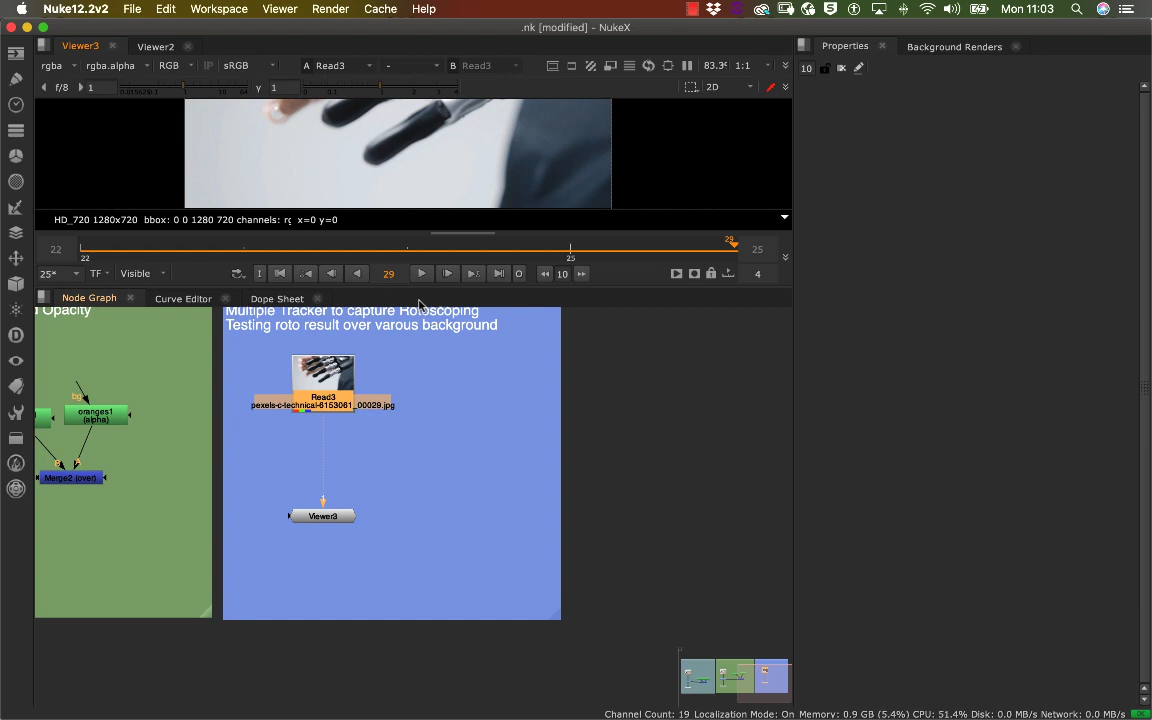 Nuke12.2v2 File Edit Workspace Viewer Render Cache Help Mon 11:03
.nk [modified] - NukeX
Viewer3 Viewer2 Properties Background Renders
rgba rgba.alpha RGB IP sRGB A Read3 - B Read3 83.3% 1:1
10
f/8 1 γ 1 2D
HD_720 1280x720 bbox: 0 0 1280 720 channels: x=0 y=0
22 22 25 29 25
25* TF Visible I 29 O 10 4
Node Graph Curve Editor Dope Sheet
d Opacity
Multiple Tracker to capture Rotoscoping
Testing roto result over varous background
Read3
pexels-c-technical-6153061_00029.jpg
bg
oranges1
(alpha)
B A
Merge2 (over)
1
Viewer3
Channel Count: 19 Localization Mode: On Memory: 0.9 GB (5.4%) CPU: 51.4% Disk: 0.0 MB/s Network: 0.0 MB/s